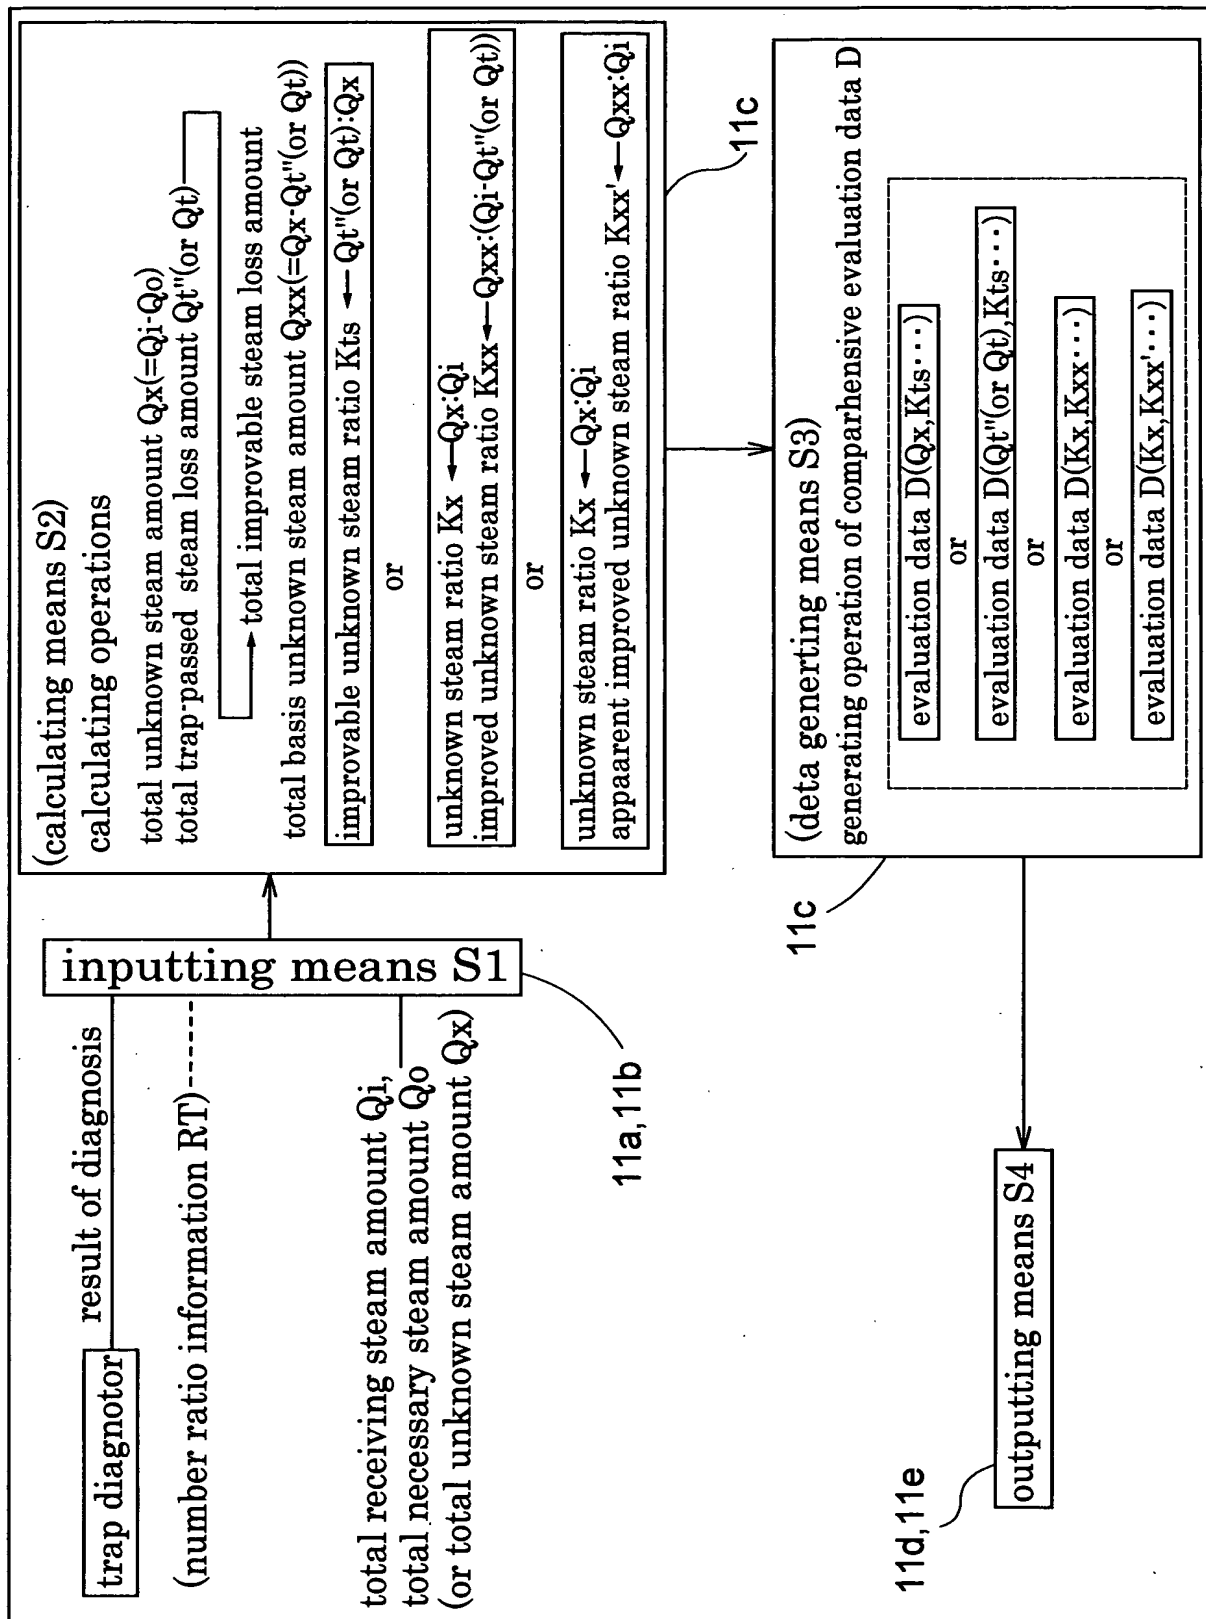 trap diagnotor
result of diagnosis
(number ratio information RT)
total receiving steam amount Qi,
total necessary steam amount Qo
(or total unknown steam amount Qx)
inputting means S1
11a,11b
(calculating means S2)
calculating operations
total unknown steam amount Qx(=Qi-Qo)
total trap-passed steam loss amount Qt"(or Qt)
total improvable steam loss amount
total basis unknown steam amount Qxx(=Qx-Qt"(or Qt))
improvable unknown steam ratio Kts ← Qt"(or Qt):Qx
or
unknown steam ratio Kx ← Qx:Qi
improved unknown steam ratio Kxx ← Qxx:(Qi-Qt"(or Qt))
or
unknown steam ratio Kx ← Qx:Qi
appaarent improved unknown steam ratio Kxx' ← Qxx:Qi
11c
(deta generting means S3)
generating operation of comparhensive evaluation data D
evaluation data D(Qx,Kts···)
or
evaluation data D(Qt"(or Qt),Kts···)
or
evaluation data D(Kx,Kxx···)
or
evaluation data D(Kx,Kxx'···)
11c
outputting means S4
11d,11e